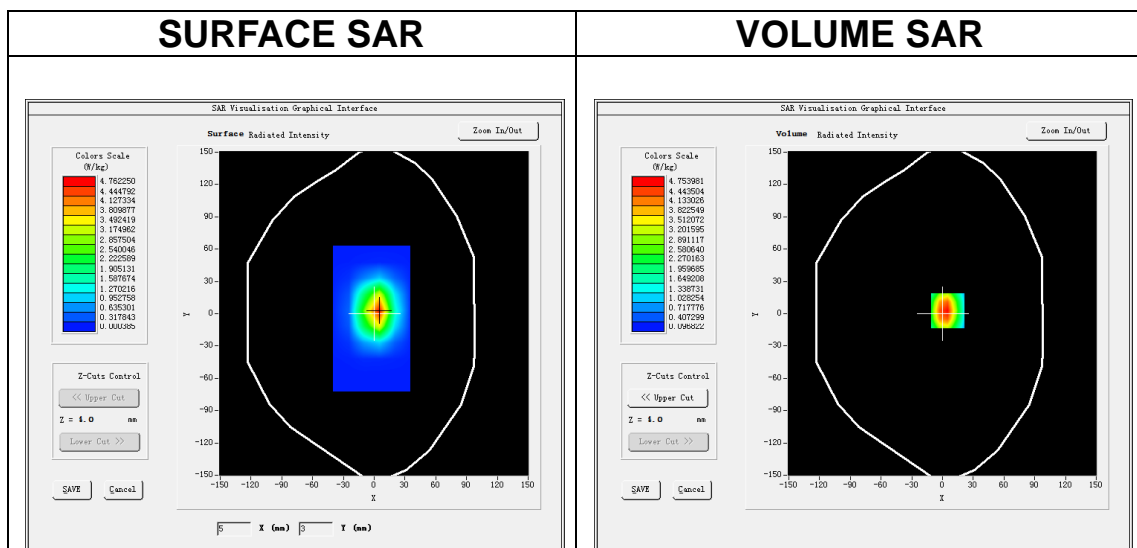 SURFACE SAR
VOLUME SAR
SAR Visualisation Graphical Interface
Surface Radiated Intensity
Zoom In/Out
Colors Scale
(W/kg)
4.762250
4.444792
4.127334
3.809877
3.492419
3.174962
2.857504
2.540046
2.222589
1.905131
1.587674
1.270216
0.952758
0.635301
0.317843
0.000385
Z-Cuts Control
<< Upper Cut
Z = 4.0 mm
Lower Cut >>
SAVE
Cancel
150
120
90
60
30
0
-30
-60
-90
-120
-150
Y
-150 -120 -90 -60 -30 0 30 60 90 120 150
X
5 X (mm) 3 Y (mm)
SAR Visualisation Graphical Interface
Volume Radiated Intensity
Zoom In/Out
Colors Scale
(W/kg)
4.753981
4.443504
4.133026
3.822549
3.512072
3.201595
2.891117
2.580640
2.270163
1.959685
1.649208
1.338731
1.028254
0.717776
0.407299
0.096822
Z-Cuts Control
<< Upper Cut
Z = 4.0 mm
Lower Cut >>
SAVE
Cancel
150
120
90
60
30
0
-30
-60
-90
-120
-150
Y
-150 -120 -90 -60 -30 0 30 60 90 120 150
X